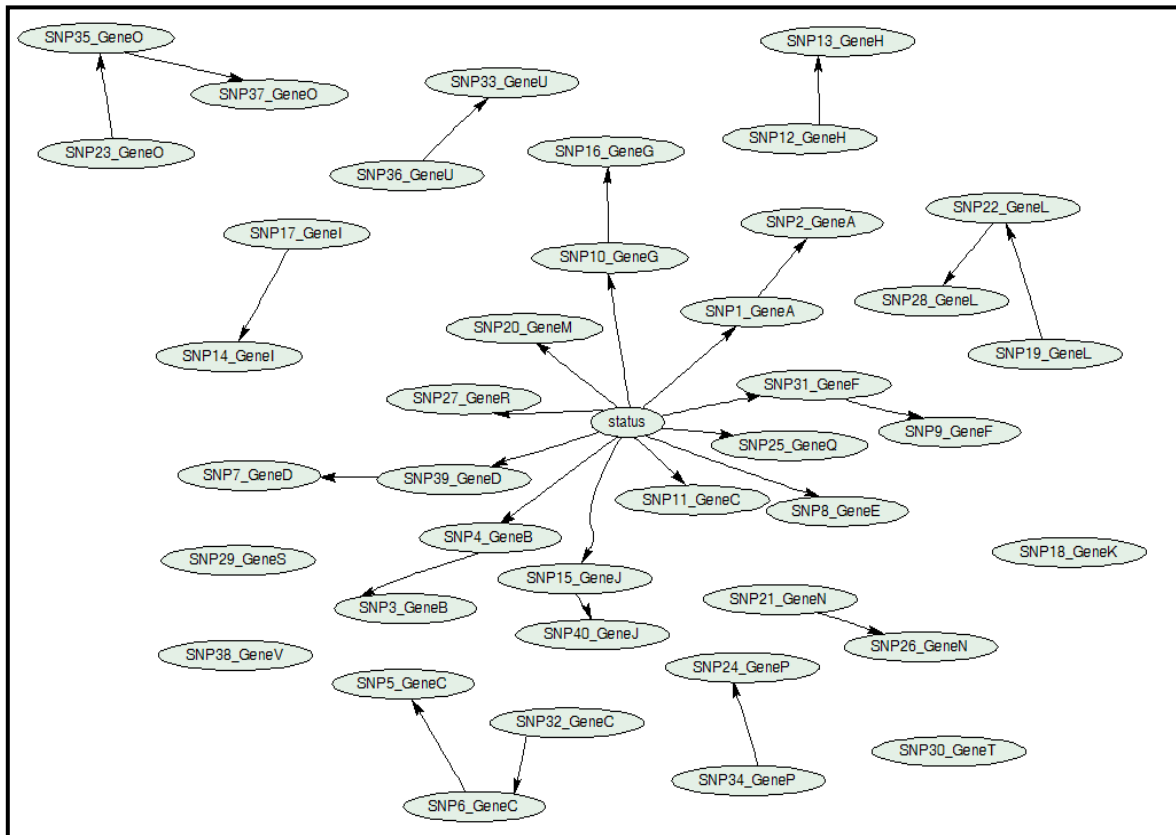 SNP35_GeneO
SNP13_GeneH
SNP33_GeneU
SNP37_GeneO
SNP12_GeneH
SNP23_GeneO
SNP16_GeneG
SNP36_GeneU
SNP22_GeneL
SNP2_GeneA
SNP17_GeneI
SNP10_GeneG
SNP28_GeneL
SNP1_GeneA
SNP20_GeneM
SNP19_GeneL
SNP14_GeneI
SNP31_GeneF
SNP27_GeneR
status
SNP9_GeneF
SNP25_GeneQ
SNP7_GeneD
SNP39_GeneD
SNP11_GeneC
SNP8_GeneE
SNP4_GeneB
SNP18_GeneK
SNP29_GeneS
SNP15_GeneJ
SNP21_GeneN
SNP3_GeneB
SNP40_GeneJ
SNP26_GeneN
SNP38_GeneV
SNP24_GeneP
SNP5_GeneC
SNP32_GeneC
SNP30_GeneT
SNP34_GeneP
SNP6_GeneC